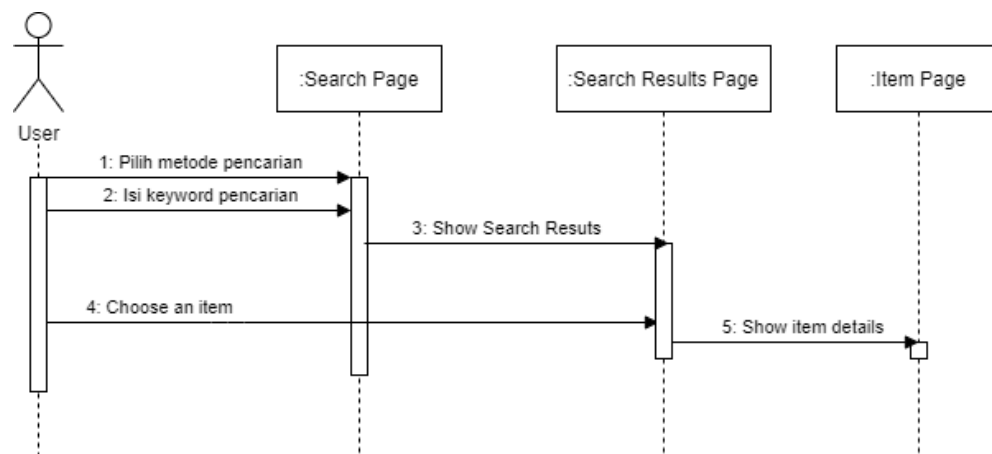 :Search Page
:Search Results Page
:Item Page
User
1: Pilih metode pencarian
2: Isi keyword pencarian
3: Show Search Resuts
4: Choose an item
5: Show item details